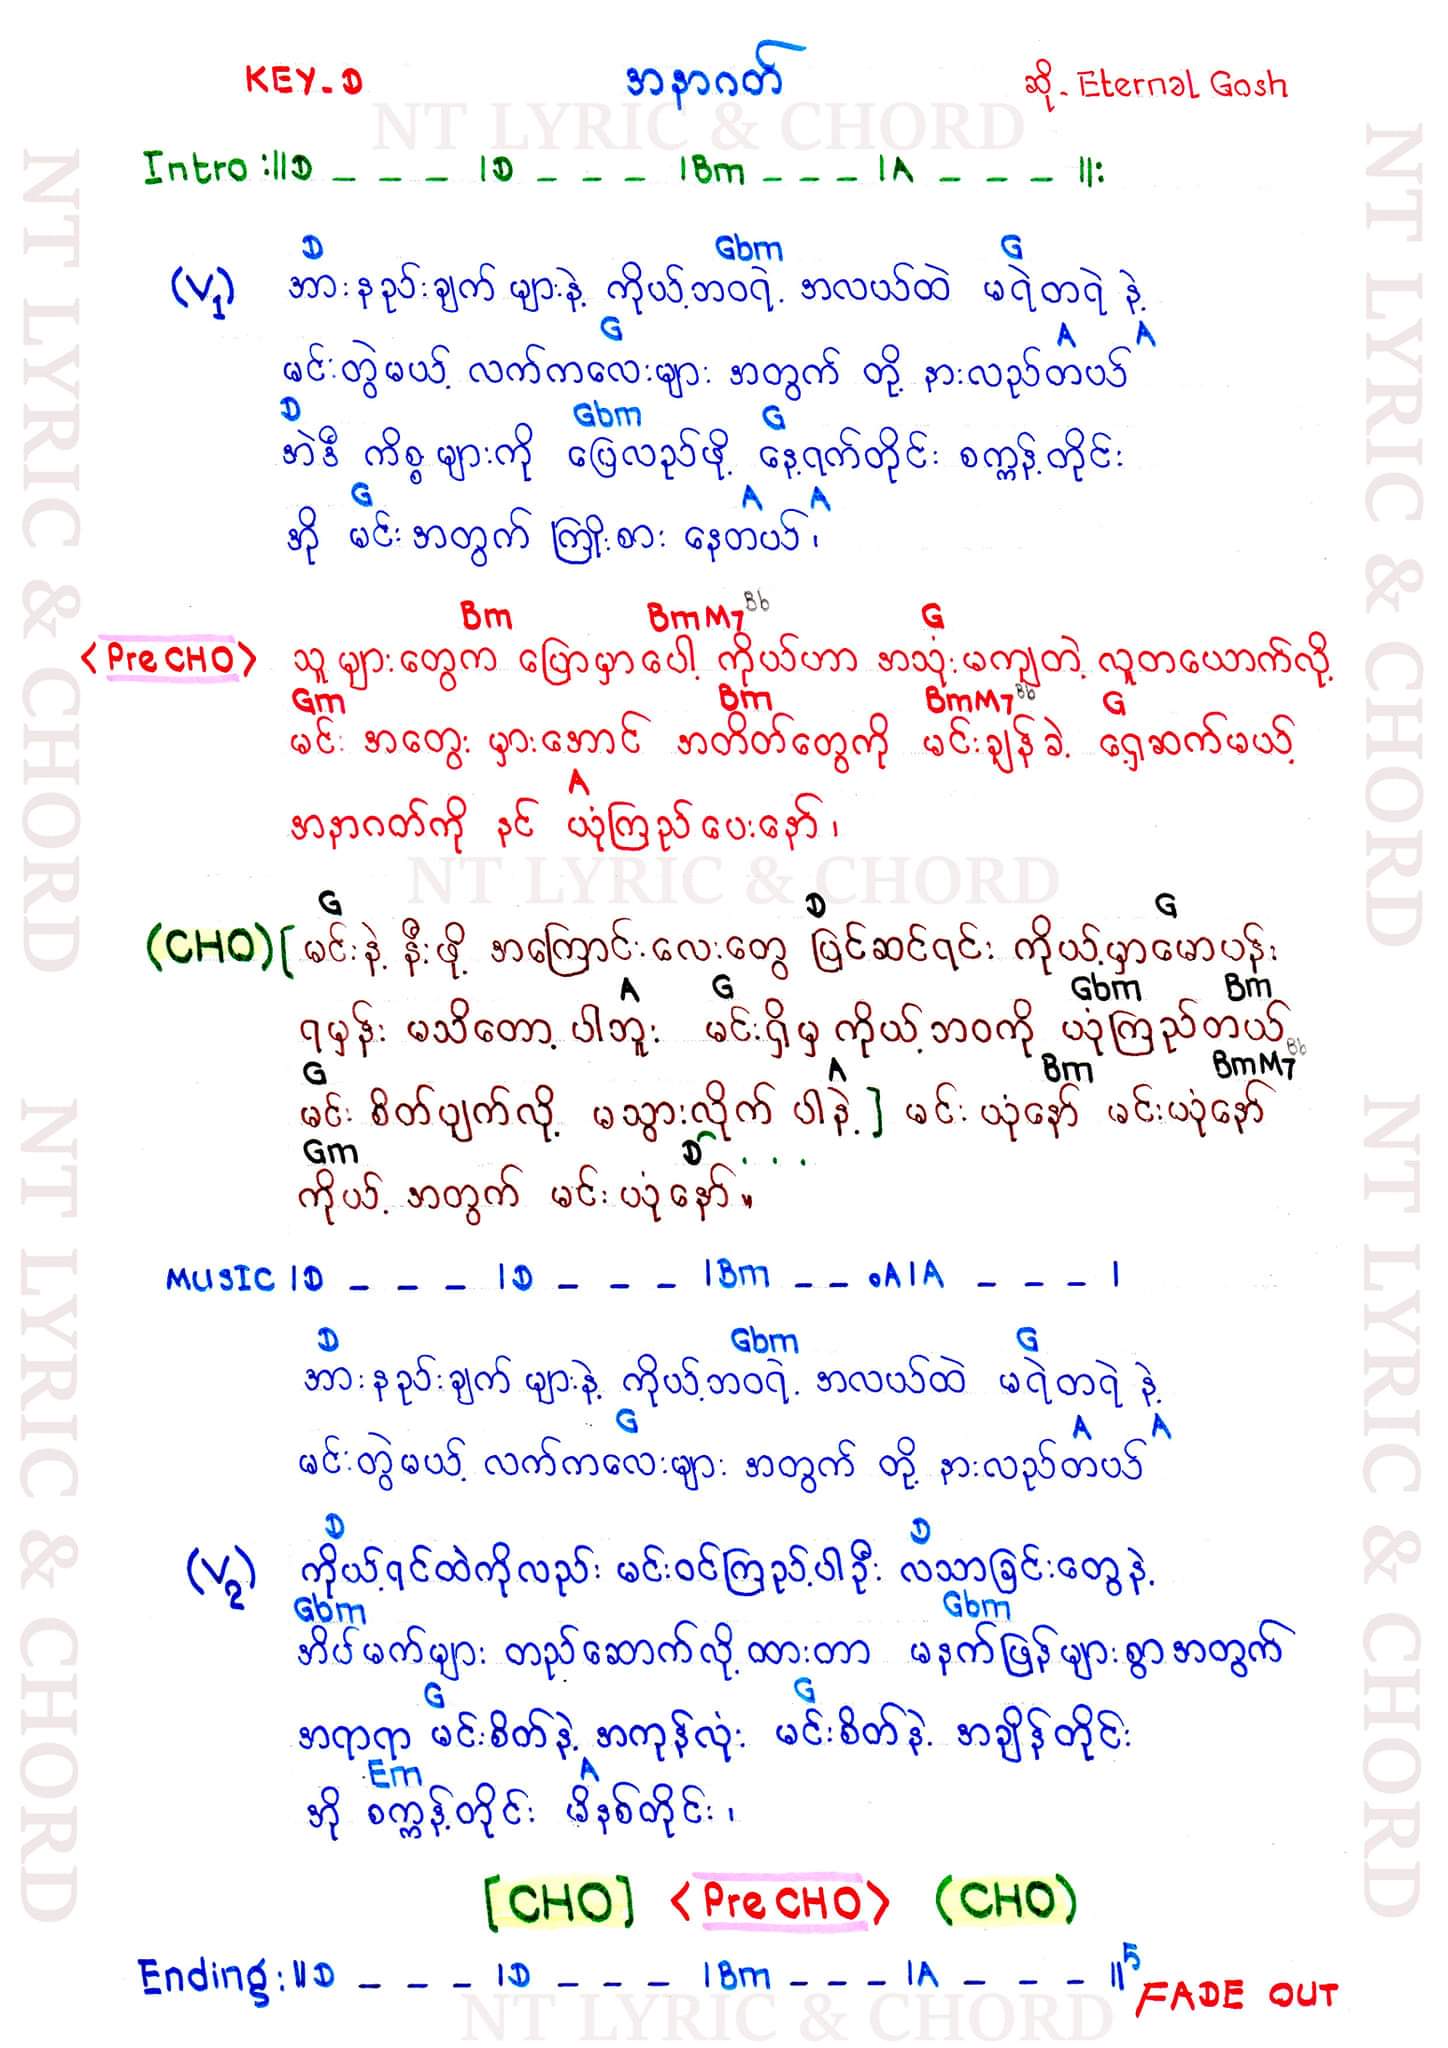 KEY-D အနာဂတ် ဆို - Eternal Gosh
NT LYRIC & CHORD
Intro :||D _ _ _ |D _ _ _ |Bm _ _ _ |A _ _ _ ||:
D Gbm G
(V1) အားနည်းချက် များနဲ့ ကိုယ့်ဘဝရဲ့ အလယ်ထဲ မရဲတရဲ နဲ့
G A A
မင်းတွဲမယ့် လက်ကလေးများ အတွက် တို့ နားလည်တယ်
D Gbm G
အဲဒီ ကိစ္စများကို ပြေလည်ဖို့ နေ့ရက်တိုင်း စက္ကန့်တိုင်း
G A A
အို မင်းအတွက် ကြိုးစား နေတယ်၊
Bm BmM7 Bb G
<Pre CHO> သူများတွေက ပြောမှာပေါ့ ကိုယ်ဟာ အသုံးမကျတဲ့ လူတယောက်လို့
Gm Bm BmM7 Bb G
မင်း အတွေး မှားအောင် အတိတ်တွေကို မင်းချန်ခဲ့ ရှေ့ဆက်မယ့်
A
အနာဂတ်ကို နင် ယုံကြည်ပေးနော်၊
NT LYRIC & CHORD
G D G
(CHO) [ မင်းနဲ့ နီးဖို့ အကြောင်းလေးတွေ ပြင်ဆင်ရင်း ကိုယ့်မှာမောပန်း
A G Gbm Bm
ရမှန်း မသိတော့ ပါဘူး မင်းရှိမှ ကိုယ့်ဘဝကို ယုံကြည်တယ်
G A Bm BmM7 Bb
မင်း စိတ်ပျက်လို့ မသွားလိုက် ပါနဲ့ ] မင်း ယုံနော် မင်းယုံနော်
Gm D . . .
ကိုယ့် အတွက် မင်းယုံနော်။
MUSIC |D _ _ _ |D _ _ _ |Bm _ _ .A|A _ _ _ |
D Gbm G
အားနည်းချက် များနဲ့ ကိုယ့်ဘဝရဲ့ အလယ်ထဲ မရဲတရဲ နဲ့
G A A
မင်းတွဲမယ့် လက်ကလေးများ အတွက် တို့ နားလည်တယ်
D D
(V2) ကိုယ့်ရင်ထဲကိုလည်း မင်းဝင်ကြည့်ပါဦး လိသာခြင်းတွေနဲ့
Gbm Gbm
အိပ်မက်များ တည်ဆောက်လို့ထားတာ မနက်ဖြန်များစွာအတွက်
G G
အရာရာ မင်းစိတ်နဲ့ အကုန်လုံး မင်းစိတ်နဲ့ အချိန်တိုင်း
Em A
အို စက္ကန့်တိုင်း မိနစ်တိုင်း၊
[CHO] <Pre CHO> (CHO)
Ending: ||D _ _ _ |D _ _ _ |Bm _ _ _ |A _ _ _ ||5 FADE OUT
NT LYRIC & CHORD
NT LYRIC & CHORD
NT LYRIC & CHORD
NT LYRIC & CHORD
NT LYRIC & CHORD